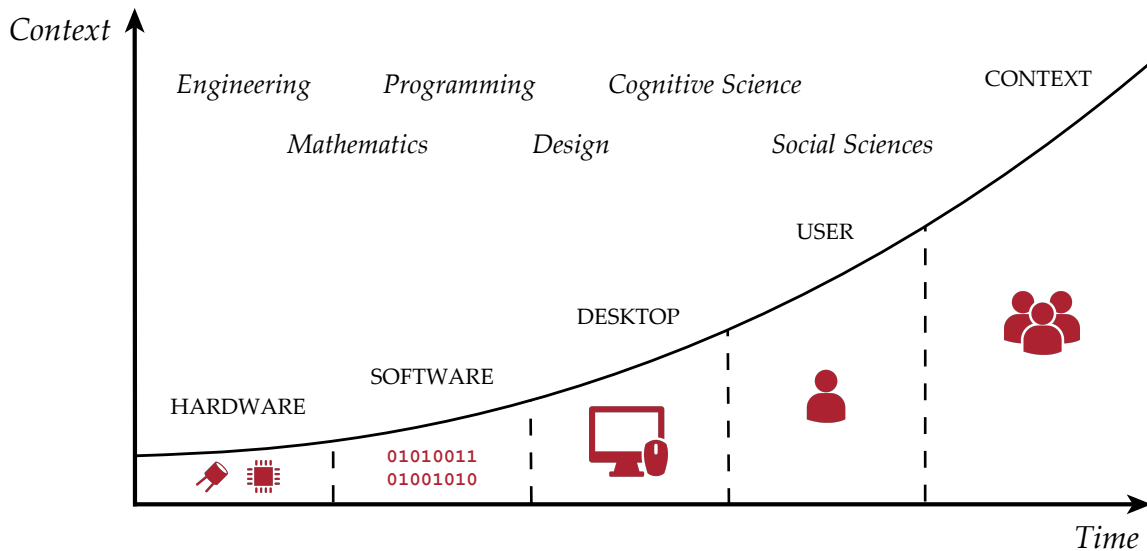 Context
Engineering
Programming
Cognitive Science
CONTEXT
Mathematics
Design
Social Sciences
USER
DESKTOP
SOFTWARE
HARDWARE
01010011
01001010
Time